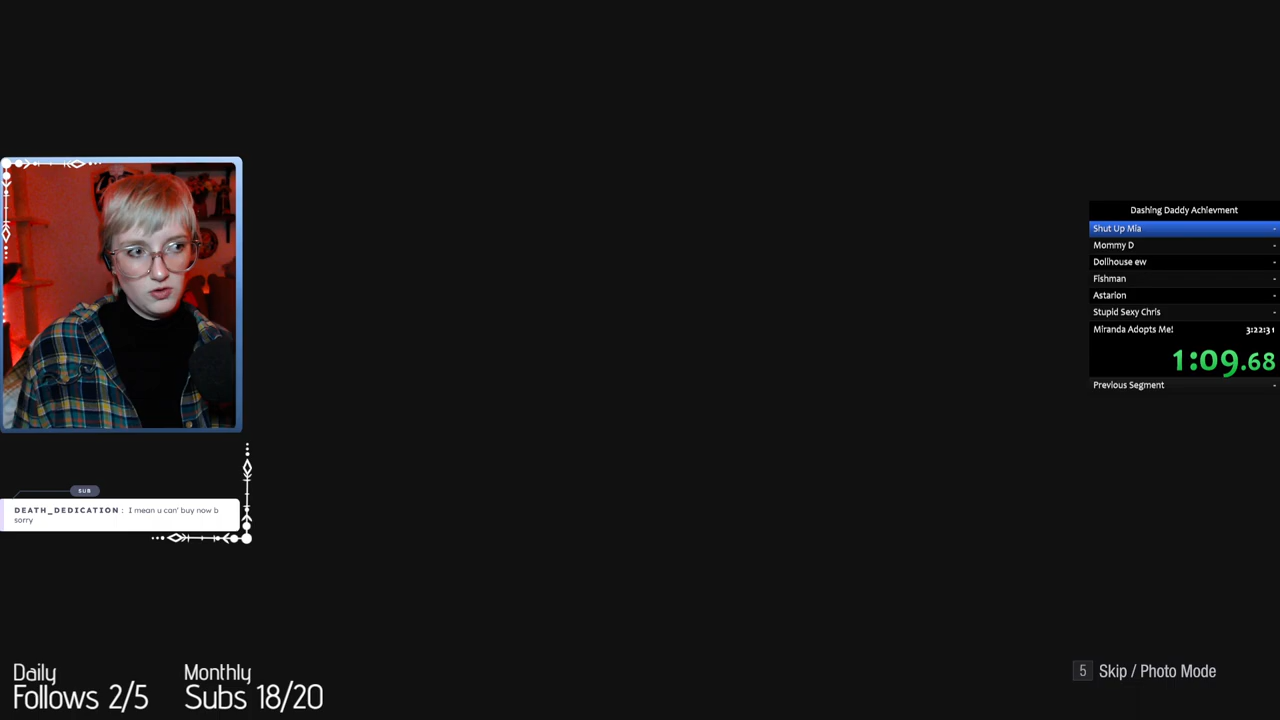 Dashing Daddy Achievment
Shut Up Mia -
Mommy D -
Dollhouse ew -
Fishman -
Astarion -
Stupid Sexy Chris -
Miranda Adopts Me! 3:22:31
1:09.68
Previous Segment -
SUB
DEATH_DEDICATION : I mean u can' buy now b
sorry
Daily
Follows 2/5
Monthly
Subs 18/20
5 Skip / Photo Mode